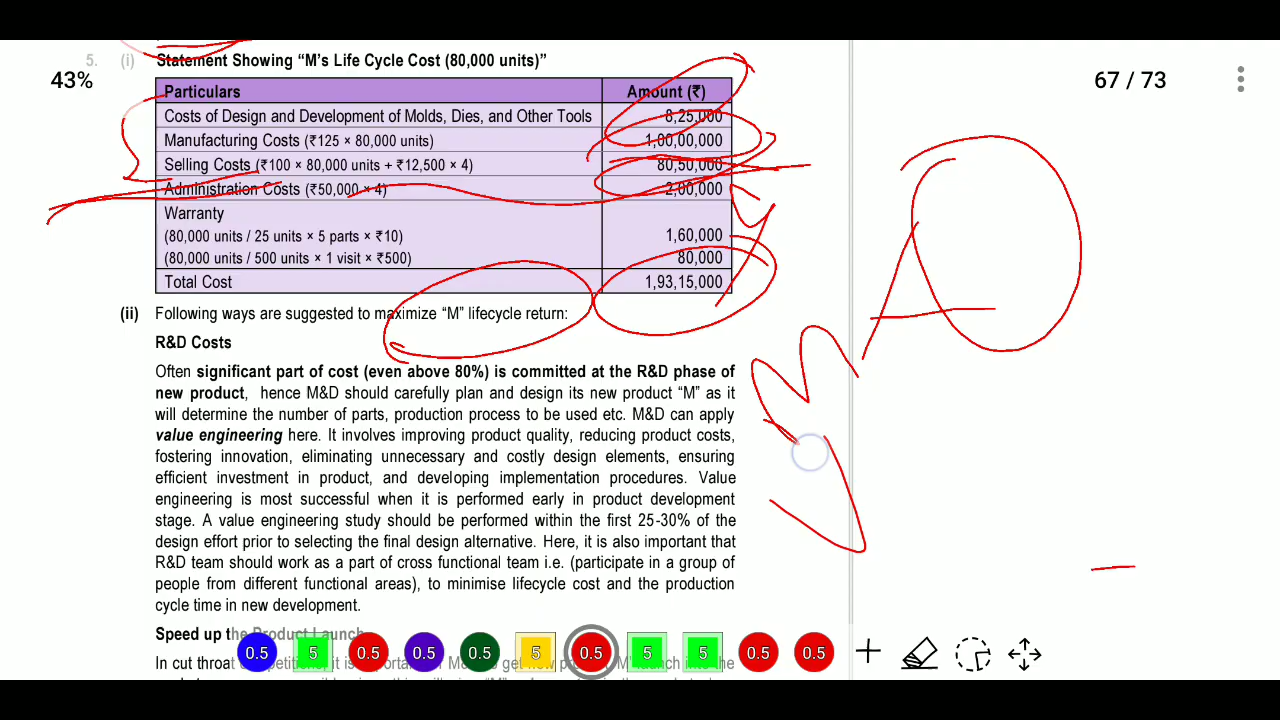 5. (i) Statement Showing “M’s Life Cycle Cost (80,000 units)”
43%
67 / 73
Particulars Amount (₹)
Costs of Design and Development of Molds, Dies, and Other Tools 8,25,000
Manufacturing Costs (₹125 × 80,000 units) 1,00,00,000
Selling Costs (₹100 × 80,000 units + ₹12,500 × 4) 80,50,000
Administration Costs (₹50,000 × 4) 2,00,000
Warranty
(80,000 units / 25 units × 5 parts × ₹10) 1,60,000
(80,000 units / 500 units × 1 visit × ₹500) 80,000
Total Cost 1,93,15,000
(ii) Following ways are suggested to maximize “M” lifecycle return:
R&D Costs
Often significant part of cost (even above 80%) is committed at the R&D phase of
new product, hence M&D should carefully plan and design its new product “M” as it
will determine the number of parts, production process to be used etc. M&D can apply
value engineering here. It involves improving product quality, reducing product costs,
fostering innovation, eliminating unnecessary and costly design elements, ensuring
efficient investment in product, and developing implementation procedures. Value
engineering is most successful when it is performed early in product development
stage. A value engineering study should be performed within the first 25-30% of the
design effort prior to selecting the final design alternative. Here, it is also important that
R&D team should work as a part of cross functional team i.e. (participate in a group of
people from different functional areas), to minimise lifecycle cost and the production
cycle time in new development.
Speed up the Product Launch
In cut throat
0.5 5 0.5 0.5 0.5 5 0.5 5 5 0.5 0.5